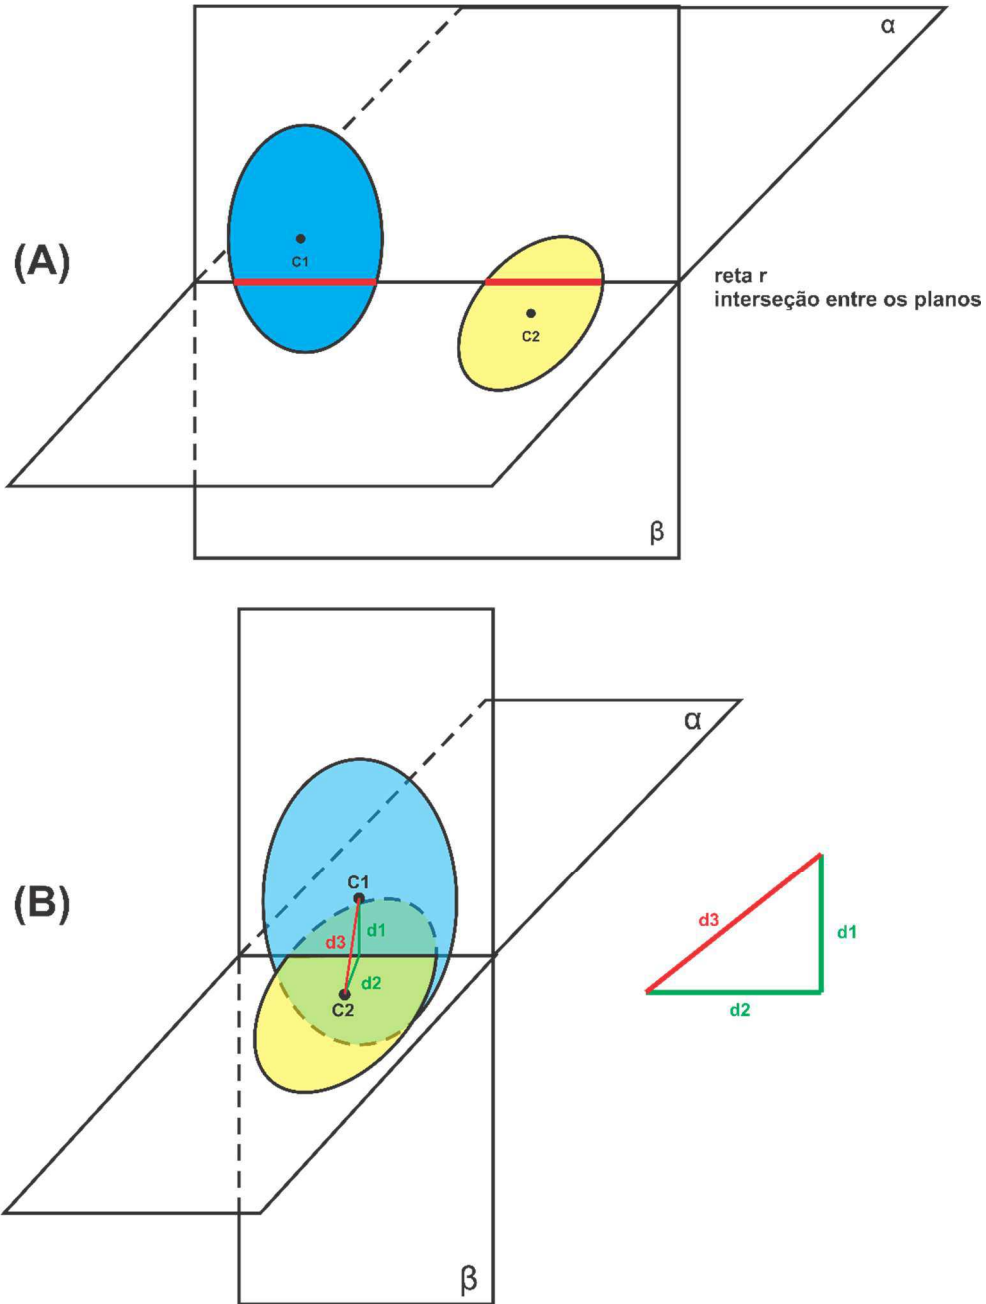 α
(A)
C1
reta r
interseção entre os planos
C2
β
α
(B)
C1
d1
d3
d2
C2
d3
d1
d2
β